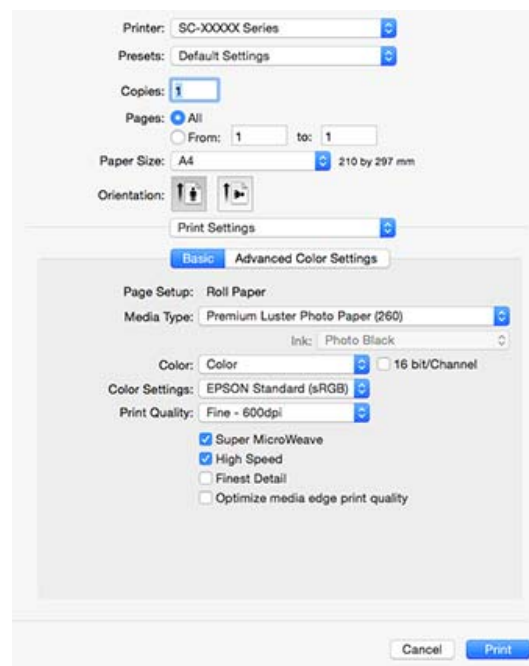 Printer: SC-XXXXX Series
Presets: Default Settings
Copies: 1
Pages: All
From: 1 to: 1
Paper Size: A4 210 by 297 mm
Orientation:
Print Settings
Basic Advanced Color Settings
Page Setup: Roll Paper
Media Type: Premium Luster Photo Paper (260)
Ink: Photo Black
Color: Color 16 bit/Channel
Color Settings: EPSON Standard (sRGB)
Print Quality: Fine - 600dpi
Super MicroWeave
High Speed
Finest Detail
Optimize media edge print quality
Cancel Print